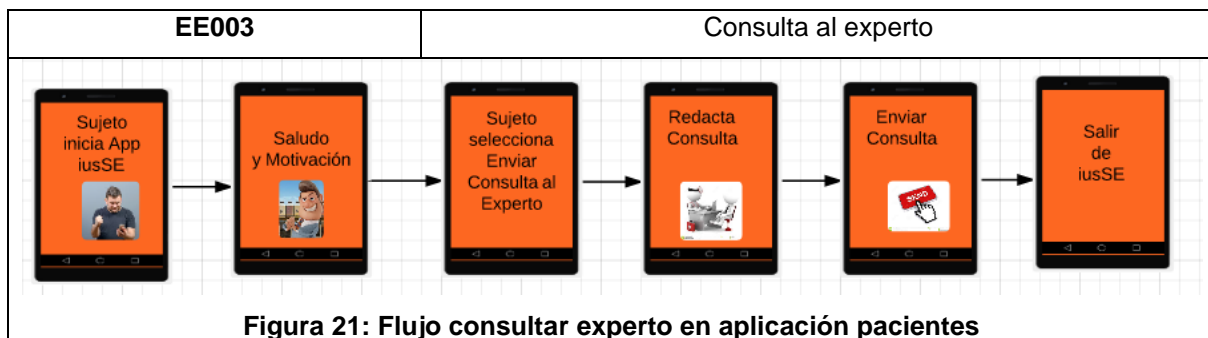 EE003
Consulta al experto
Sujeto
inicia App
iusSE
Saludo
y Motivación
Sujeto
selecciona
Enviar
Consulta al
Experto
Redacta
Consulta
Enviar
Consulta
SEND
Salir
de
iusSE
Figura 21: Flujo consultar experto en aplicación pacientes